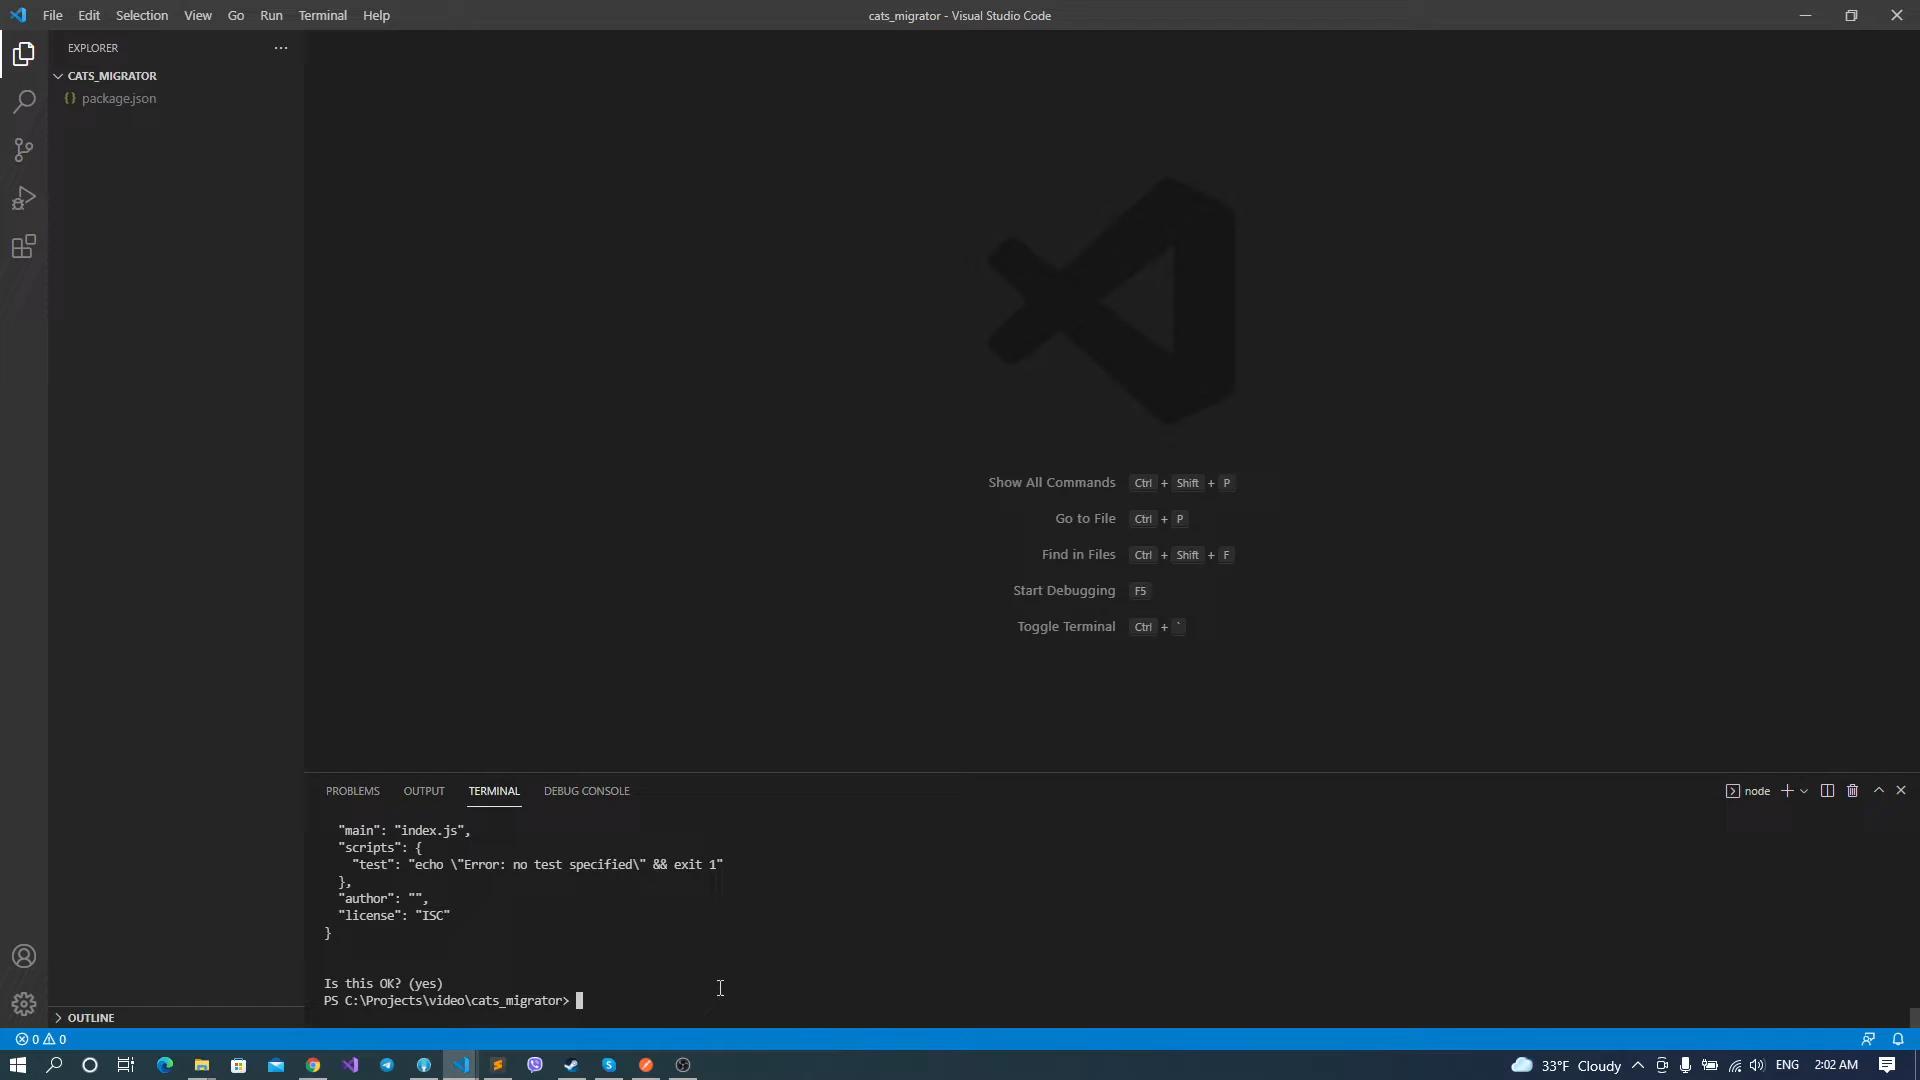 File Edit Selection View Go Run Terminal Help
cats_migrator - Visual Studio Code
EXPLORER
CATS_MIGRATOR
{} package.json
Show All Commands Ctrl + Shift + P
Go to File Ctrl + P
Find in Files Ctrl + Shift + F
Start Debugging F5
Toggle Terminal Ctrl + `
PROBLEMS OUTPUT TERMINAL DEBUG CONSOLE
node
"main": "index.js",
"scripts": {
"test": "echo \"Error: no test specified\" && exit 1"
},
"author": "",
"license": "ISC"
}
Is this OK? (yes)
PS C:\Projects\video\cats_migrator>
OUTLINE
0 0
33°F Cloudy
ENG
2:02 AM